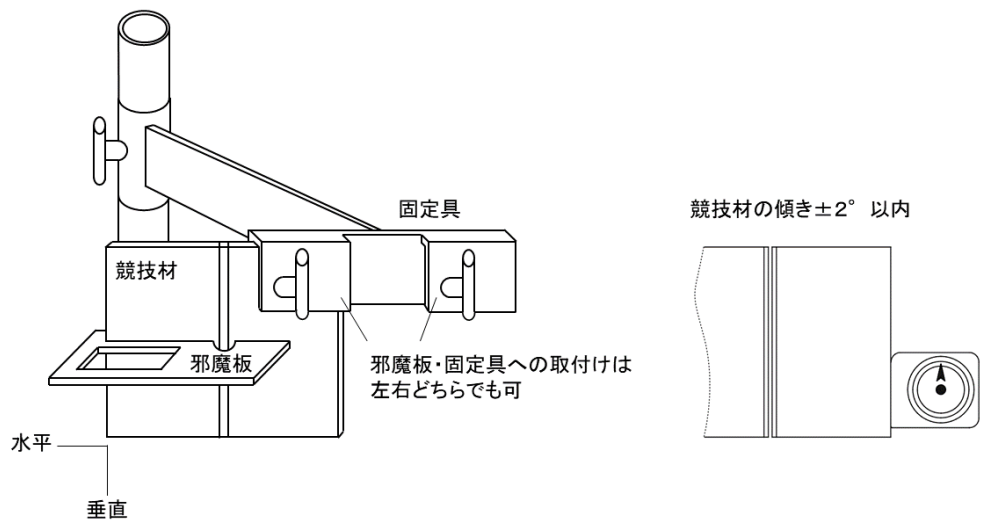 固定具
競技材の傾き±2° 以内
競技材
邪魔板
邪魔板・固定具への取付けは
左右どちらでも可
水平
垂直